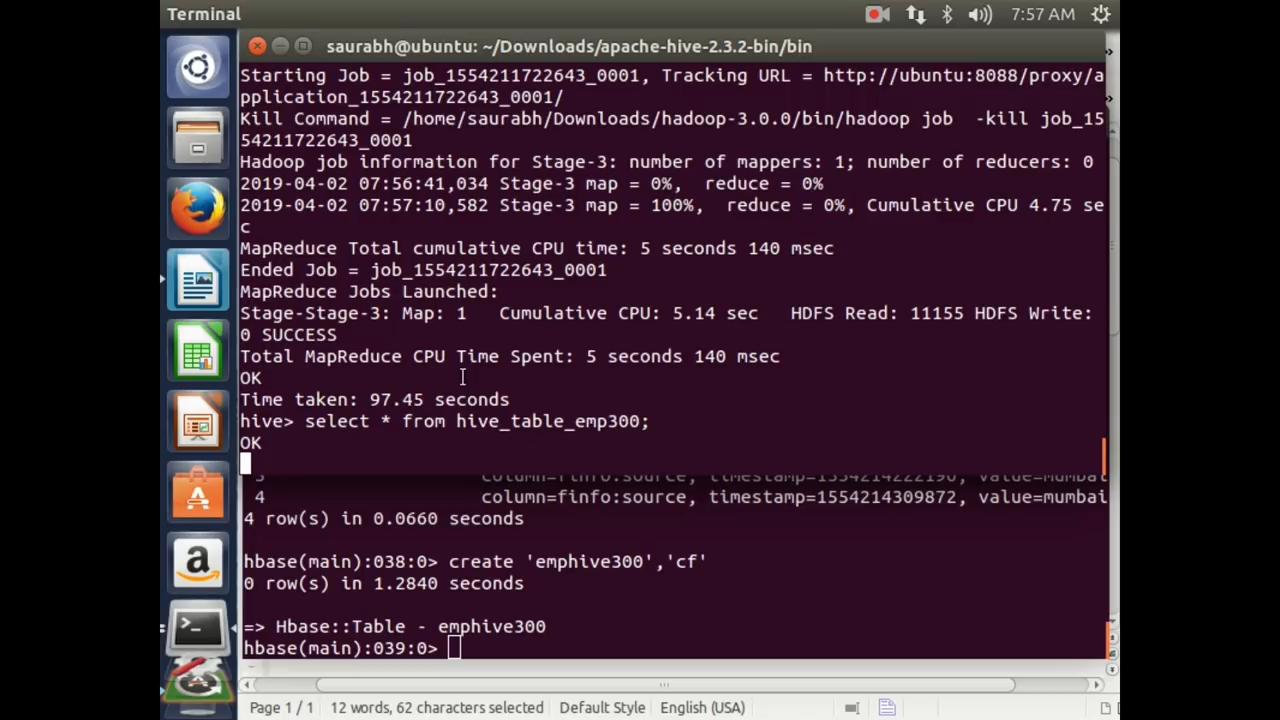 Terminal
7:57 AM
saurabh@ubuntu: ~/Downloads/apache-hive-2.3.2-bin/bin
Starting Job = job_1554211722643_0001, Tracking URL = http://ubuntu:8088/proxy/a
pplication_1554211722643_0001/
Kill Command = /home/saurabh/Downloads/hadoop-3.0.0/bin/hadoop job  -kill job_15
54211722643_0001
Hadoop job information for Stage-3: number of mappers: 1; number of reducers: 0
2019-04-02 07:56:41,034 Stage-3 map = 0%,  reduce = 0%
2019-04-02 07:57:10,582 Stage-3 map = 100%,  reduce = 0%, Cumulative CPU 4.75 se
c
MapReduce Total cumulative CPU time: 5 seconds 140 msec
Ended Job = job_1554211722643_0001
MapReduce Jobs Launched:
Stage-Stage-3: Map: 1   Cumulative CPU: 5.14 sec   HDFS Read: 11155 HDFS Write:
0 SUCCESS
Total MapReduce CPU Time Spent: 5 seconds 140 msec
OK
Time taken: 97.45 seconds
hive> select * from hive_table_emp300;
OK
column=finfo:source,
4 column=finfo:source, timestamp=1554214309872, value=mumbai
4 row(s) in 0.0660 seconds
hbase(main):038:0> create 'emphive300','cf'
0 row(s) in 1.2840 seconds
=> Hbase::Table - emphive300
hbase(main):039:0>
Page 1 / 1 12 words, 62 characters selected Default Style English (USA)